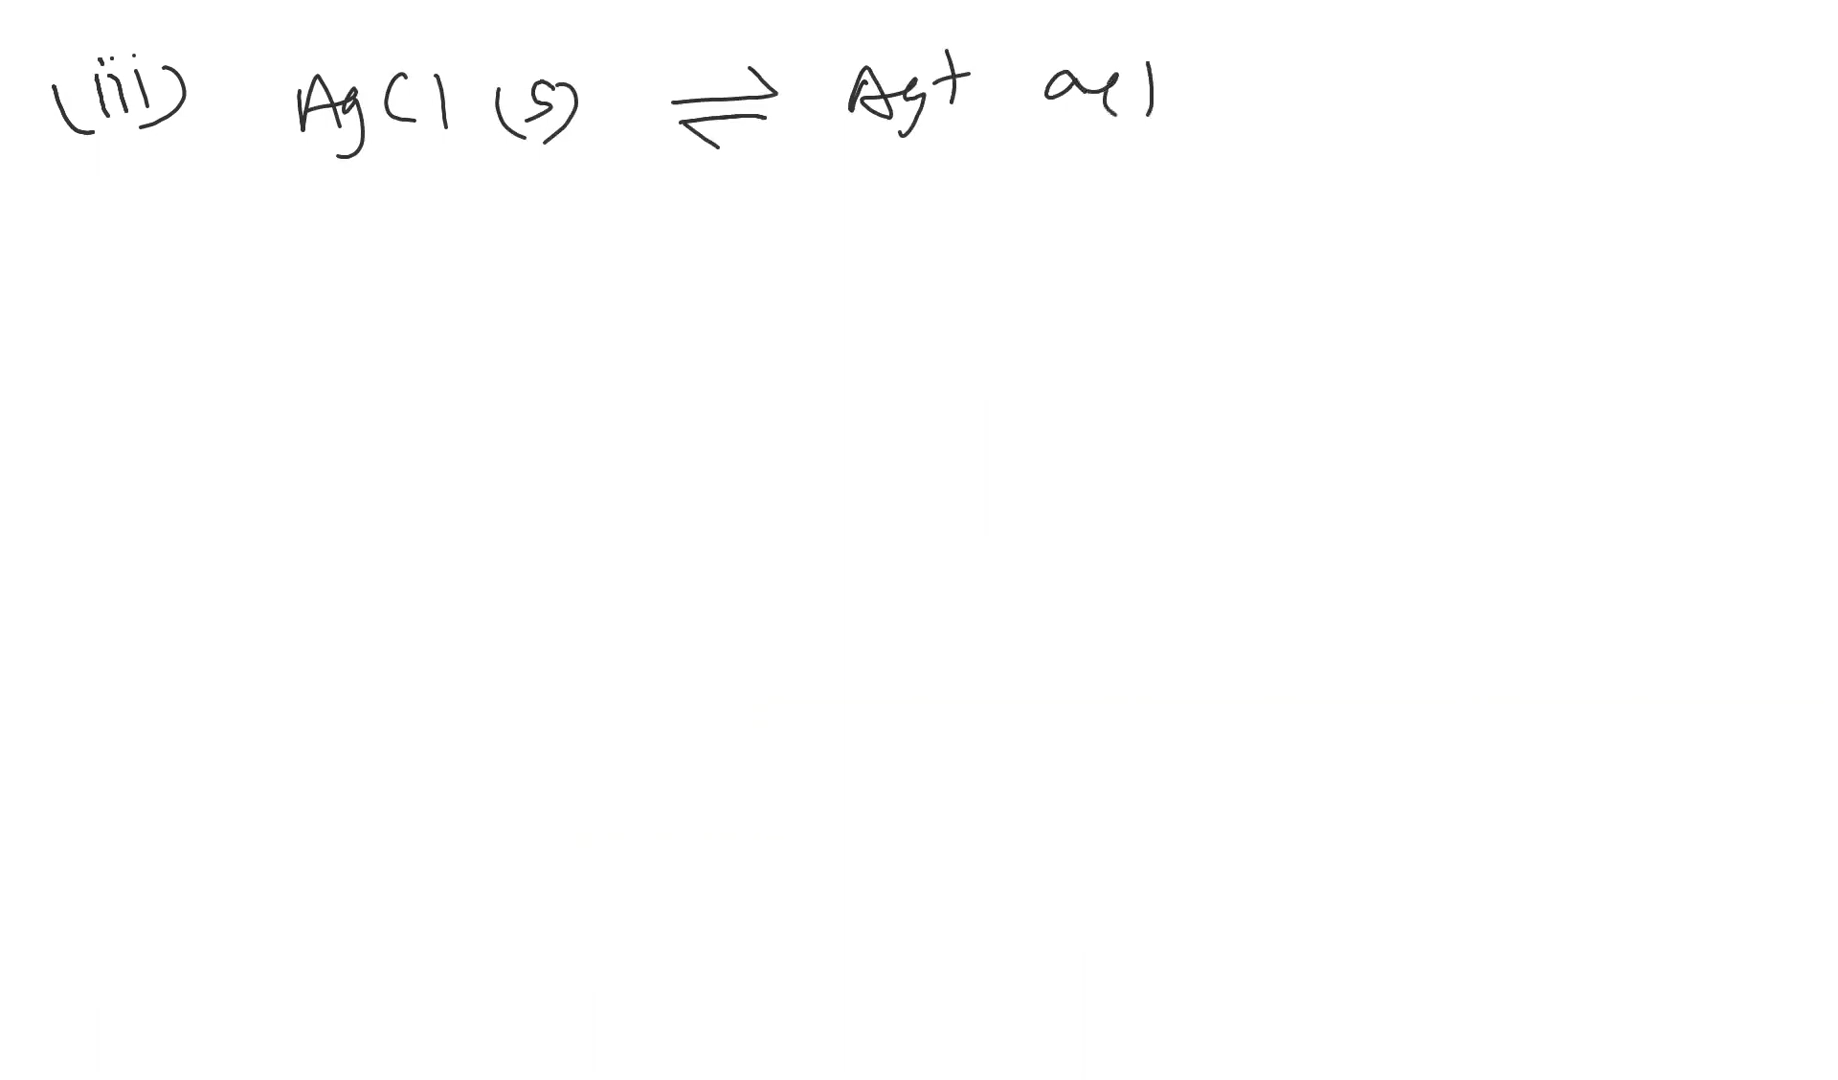 (iii) AgCl (s) ⇌ Ag+ aq)